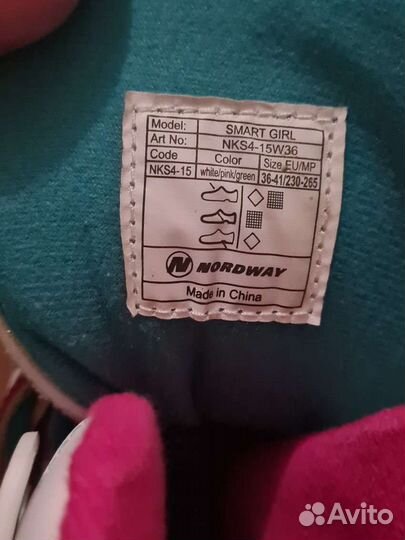 Model: SMART GIRL
Art No: NKS4-15W36
Code Color Size EU/MP
NKS4-15 white/pink/green 36-41/230-265
NORDWAY
Made in China
Avito